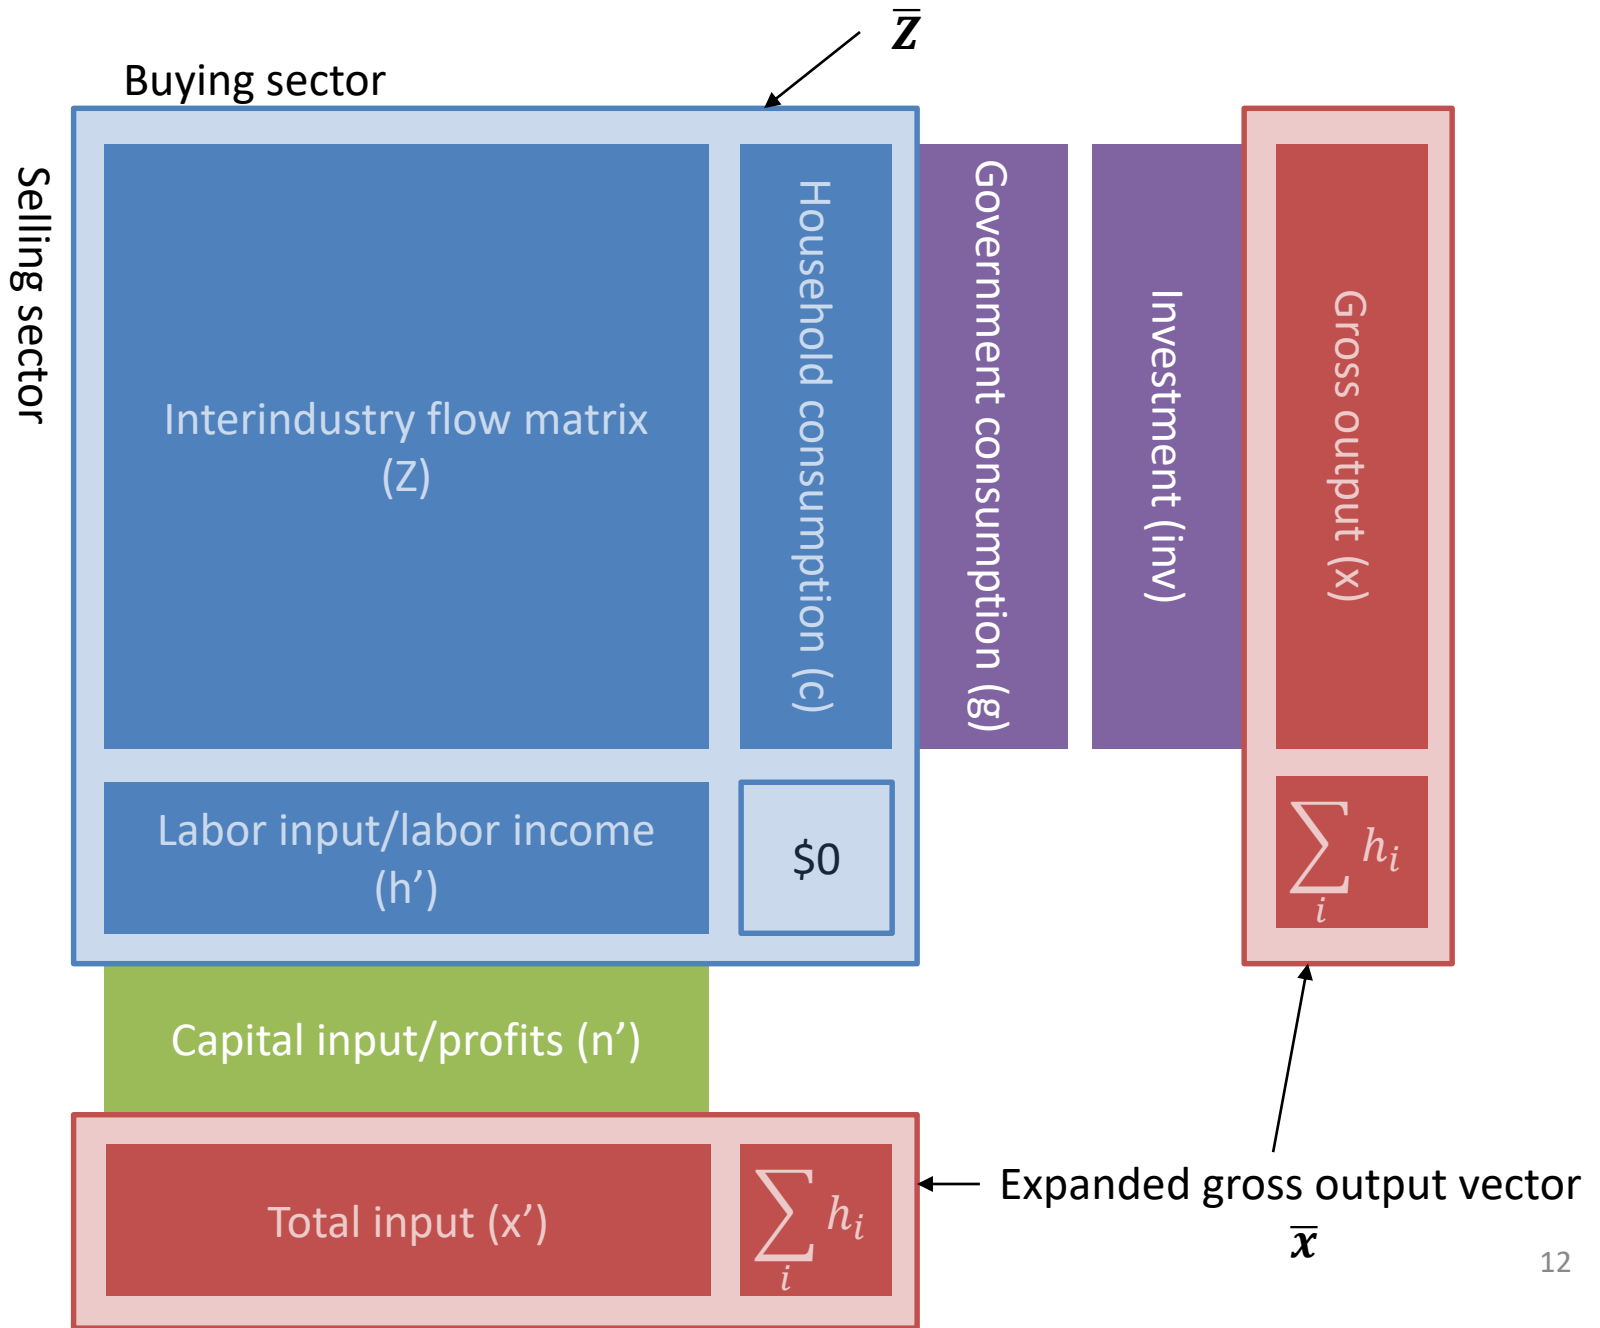 Z̅
Buying sector
Selling sector
Interindustry flow matrix
(Z)
Household consumption (c)
Government consumption (g)
Investment (inv)
Gross output (x)
Labor input/labor income
(h’)
$0
∑ hᵢ
i
Capital input/profits (n’)
Total input (x’)
∑ hᵢ
i
Expanded gross output vector
x̅
12